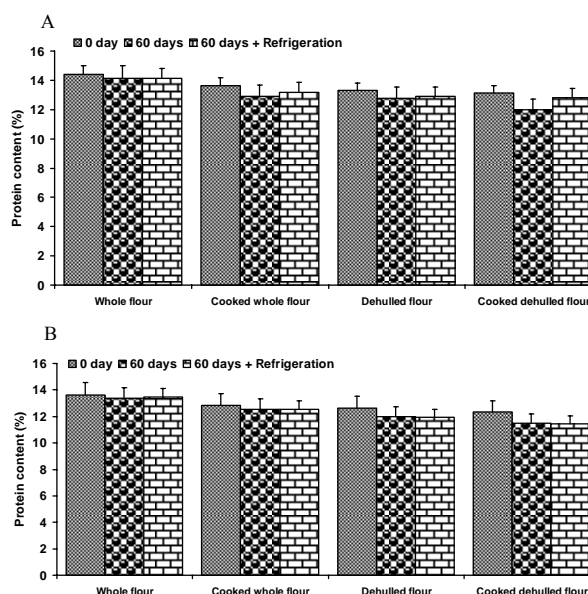 A
16
0 day 60 days 60 days + Refrigeration
14
12
10
8
6
4
2
0
Protein content (%)
Whole flour Cooked whole flour Dehulled flour Cooked dehulled flour
B
16
0 day 60 days 60 days + Refrigeration
14
12
10
8
6
4
2
0
Protein content (%)
Whole flour Cooked whole flour Dehulled flour Cooked dehulled flour